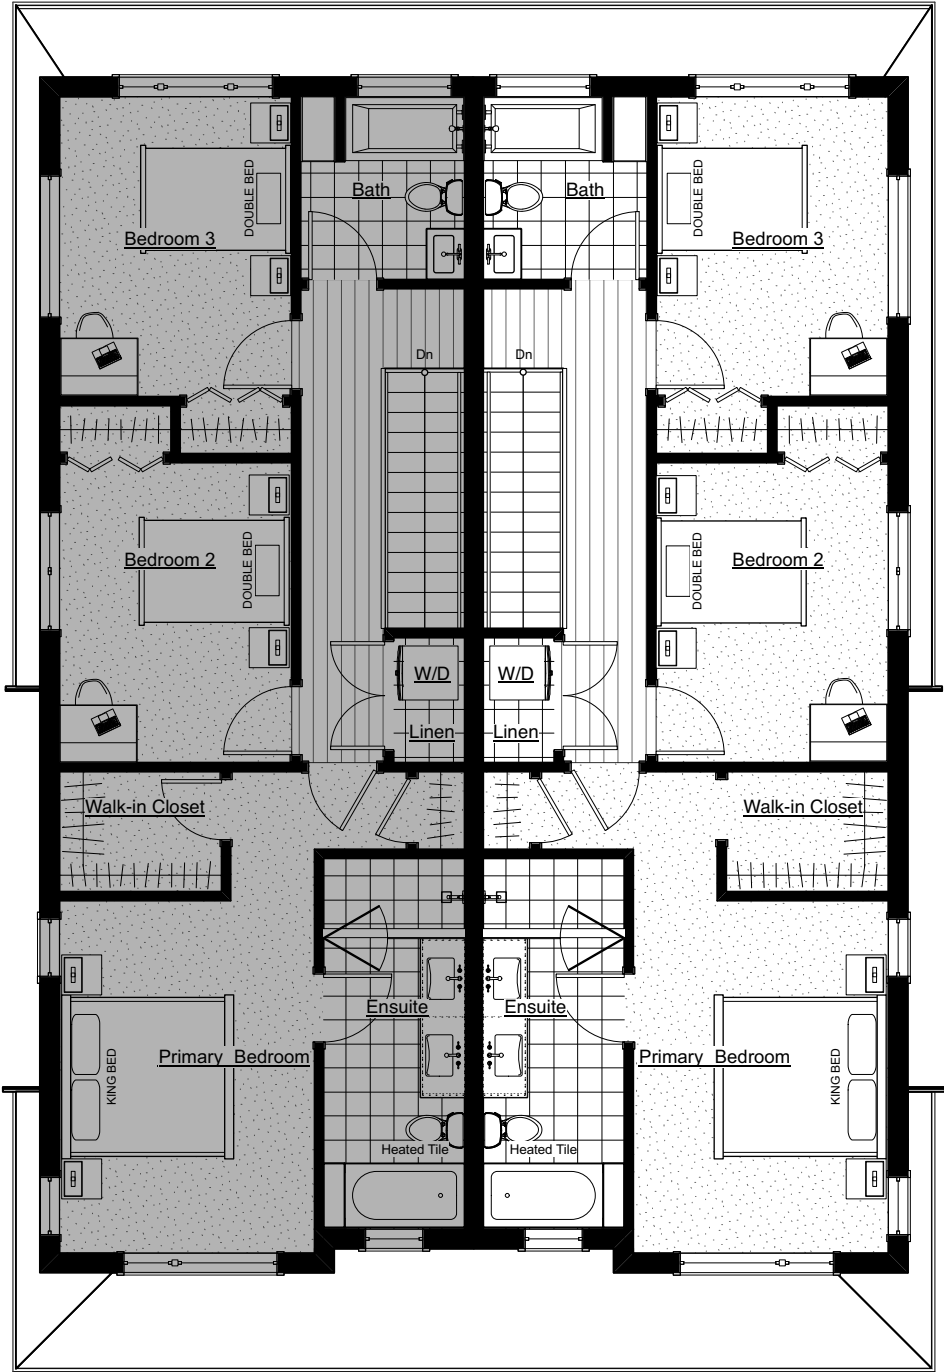 Bath
Bath
DOUBLE BED
DOUBLE BED
Bedroom 3
Bedroom 3
Dn
Dn
Bedroom 2
Bedroom 2
DOUBLE BED
DOUBLE BED
W/D
W/D
Linen
Linen
Walk-in Closet
Walk-in Closet
Ensuite
Ensuite
Primary Bedroom
Primary Bedroom
KING BED
KING BED
Heated Tile
Heated Tile